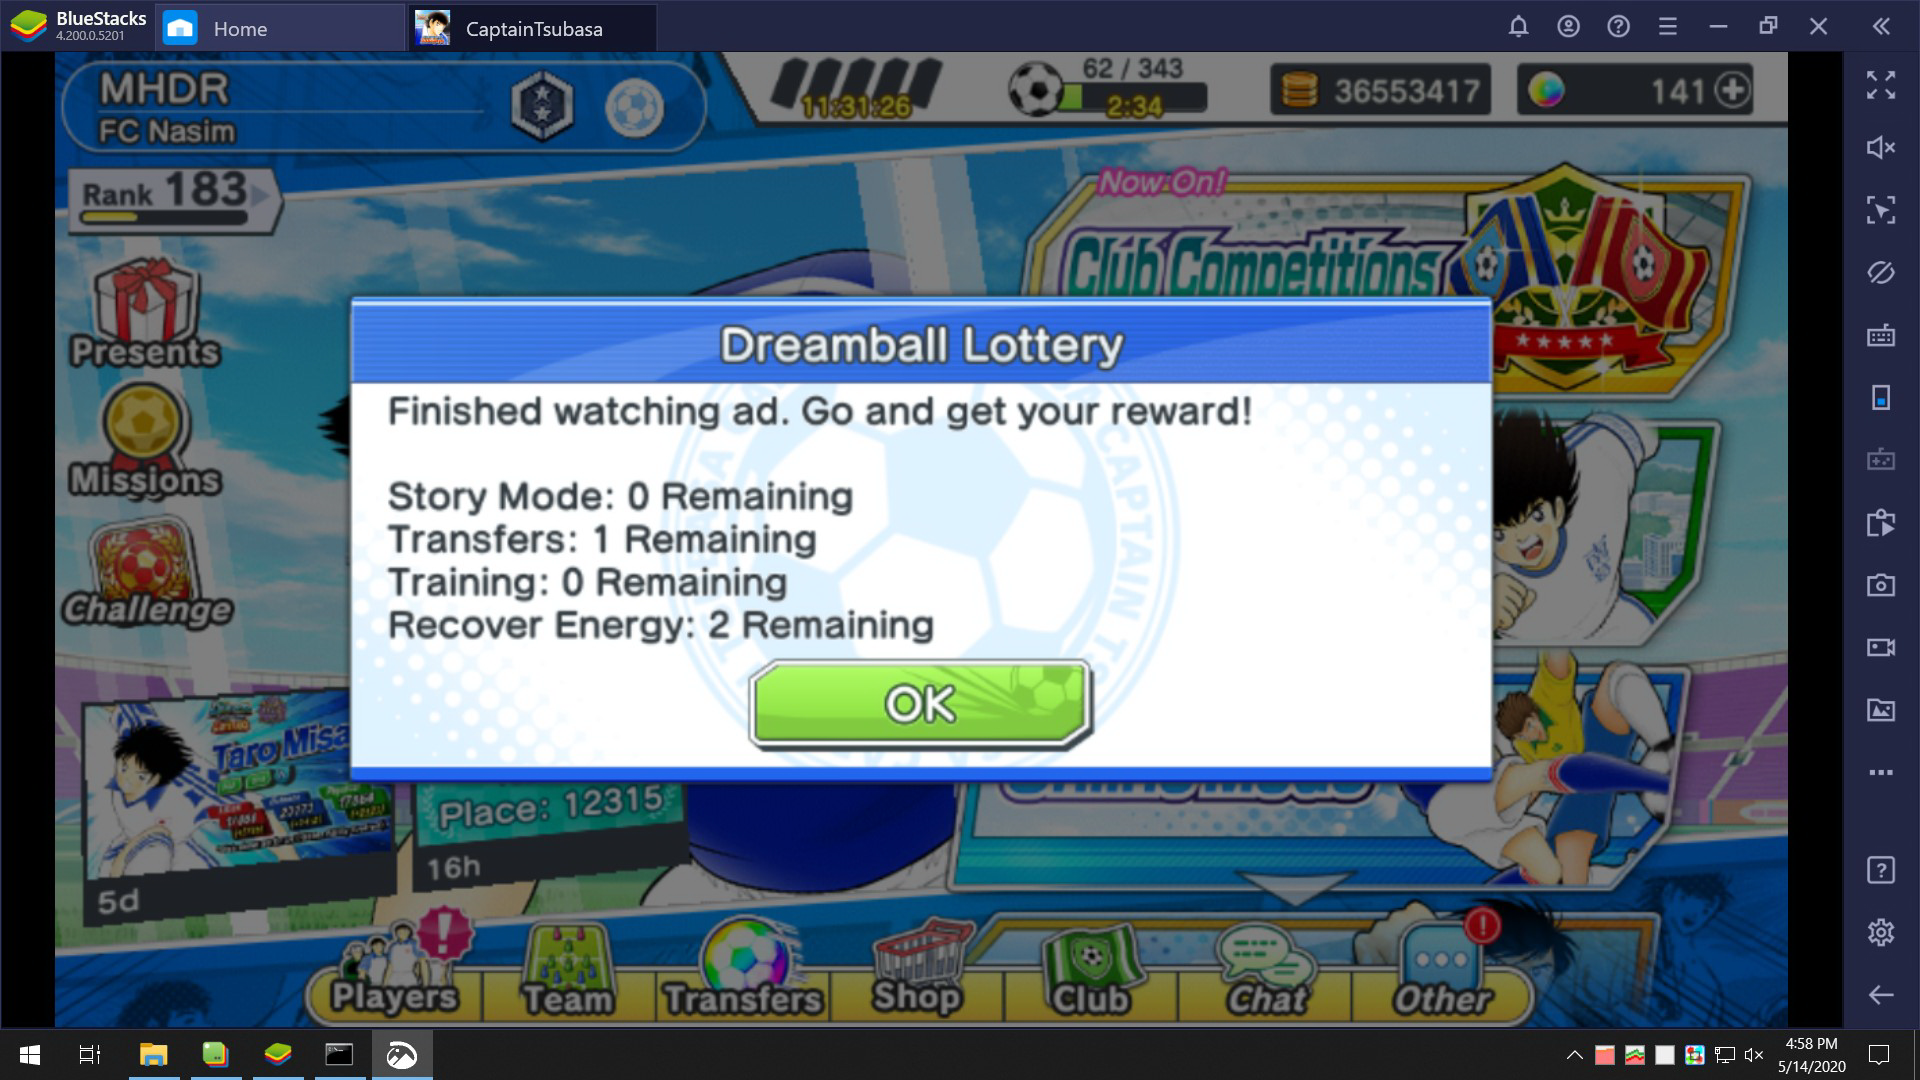 BlueStacks
4.200.0.5201
Home
CaptainTsubasa
MHDR
FC Nasim
11:31:26
62 / 343
2:34
36553417
141
Rank 183
Now On!
Club Competitions
Presents
Missions
Challenge
Dreamball Lottery
Finished watching ad. Go and get your reward!
Story Mode: 0 Remaining
Transfers: 1 Remaining
Training: 0 Remaining
Recover Energy: 2 Remaining
OK
Taro Misa
5d
Place: 12315
16h
Players
Team
Transfers
Shop
Club
Chat
Other
4:58 PM
5/14/2020